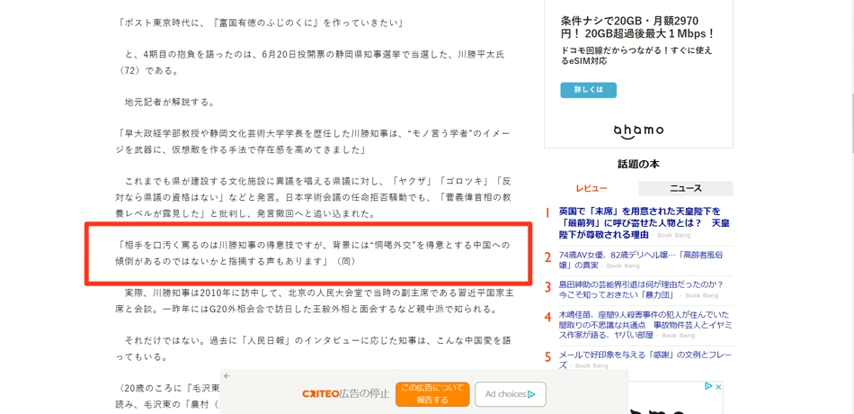 「ポスト東京時代に、『富国有徳のふじのくに』を作っていきたい」
と、4期目の抱負を語ったのは、6月20日投開票の静岡県知事選挙で当選した、川勝平太氏
（72）である。
地元記者が解説する。
「早大政経学部教授や静岡文化芸術大学学長を歴任した川勝知事は、“モノ言う学者”のイメー
ジを武器に、仮想敵を作る手法で存在感を高めてきました」
これまでも県が建設する文化施設に異議を唱える県議に対し、「ヤクザ」「ゴロツキ」「反
対なら県議の資格はない」などと発言。日本学術会議の任命拒否騒動でも、「菅義偉首相の教
養レベルが露見した」と批判し、発言撤回へと追い込まれた。
「相手を口汚く罵るのは川勝知事の得意技ですが、背景には“恫喝外交”を得意とする中国への
傾倒があるのではないかと指摘する声もあります」（同）
実際、川勝知事は2010年に訪中して、北京の人民大会堂で当時の副主席である習近平国家主
席と会談。一昨年にはG20外相会合で訪日した王毅外相と面会するなど親中派で知られる。
それだけではない。過去に「人民日報」のインタビューに応じた知事は、こんな中国愛を語
ってもいる。
〈20歳のころに『毛沢東
読み、毛沢東の「農村（
←
CRITEO広告の停止
この広告について
報告する
Ad choices
条件ナシで20GB・月額2970
円！ 20GB超過後最大1Mbps！
ドコモ回線だからつながる！すぐに使え
るeSIM対応
詳しくは
ahamo
話題の本
レビュー
ニュース
1 英国で「末席」を用意された天皇陛下を
「最前列」に呼び寄せた人物とは？ 天皇
陛下が尊敬される理由 - Book Bang
2 74歳AV女優、82歳デリヘル嬢…「高齢者風俗
嬢」の真実 - Book Bang
3 島田紳助の芸能界引退は何が理由だったのか？
今こそ知っておきたい「暴力団」 - Book Bang
4 木嶋佳苗、座間9人殺害事件の犯人が住んでいた
間取りの不思議な共通点 事故物件芸人とイヤミ
ス作家が語る、ヤバい部屋 - Book Bang
5 メールで好印象を与える「感謝」の文例とフレー
ズ - Book Bang
ahamo